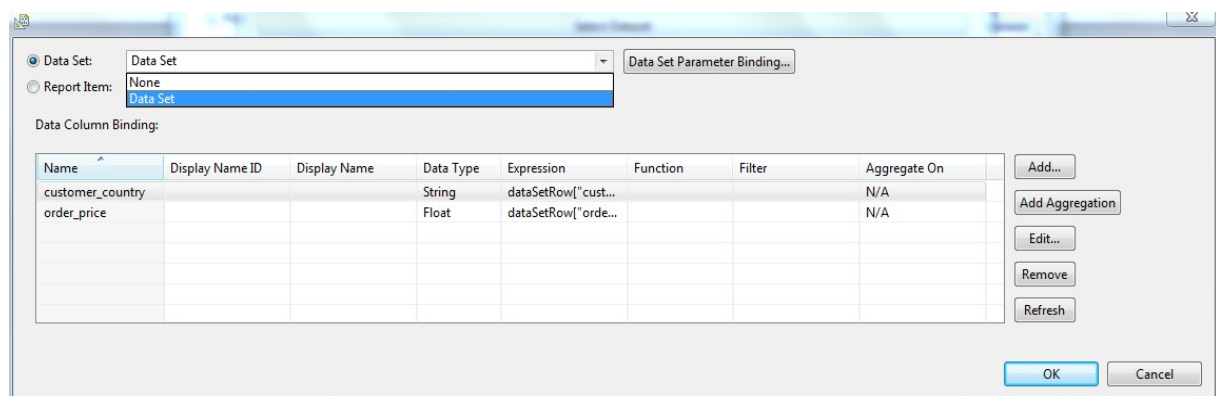 Select Dataset
Data Set: Data Set Data Set Parameter Binding...
Report Item: None
Data Set
Data Column Binding:
Name Display Name ID Display Name Data Type Expression Function Filter Aggregate On Add...
customer_country String dataSetRow["cust... N/A
Add Aggregation
order_price Float dataSetRow["orde... N/A
Edit...
Remove
Refresh
OK Cancel